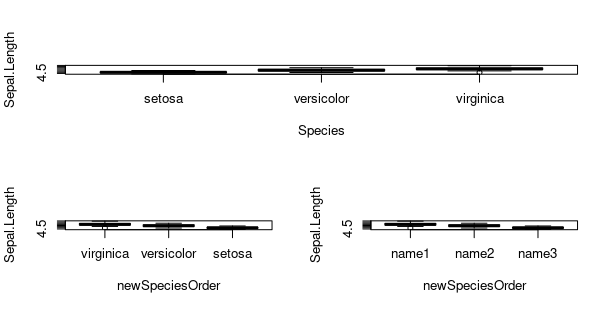 Sepal.Length
4.5
setosa versicolor virginica
Species
Sepal.Length
4.5
virginica versicolor setosa
newSpeciesOrder
Sepal.Length
4.5
name1 name2 name3
newSpeciesOrder